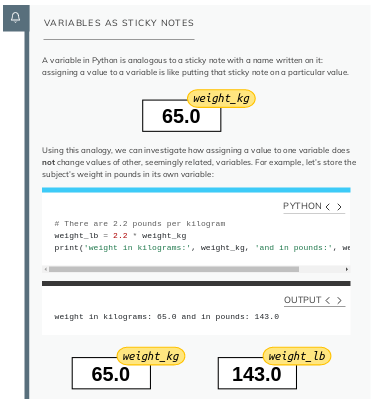 VARIABLES AS STICKY NOTES
A variable in Python is analogous to a sticky note with a name written on it:
assigning a value to a variable is like putting that sticky note on a particular value.
weight_kg
65.0
Using this analogy, we can investigate how assigning a value to one variable does
not change values of other, seemingly related, variables. For example, let's store the
subject's weight in pounds in its own variable:
PYTHON < >
# There are 2.2 pounds per kilogram
weight_lb = 2.2 * weight_kg
print('weight in kilograms:', weight_kg, 'and in pounds:', we
OUTPUT < >
weight in kilograms: 65.0 and in pounds: 143.0
weight_kg
65.0
weight_lb
143.0